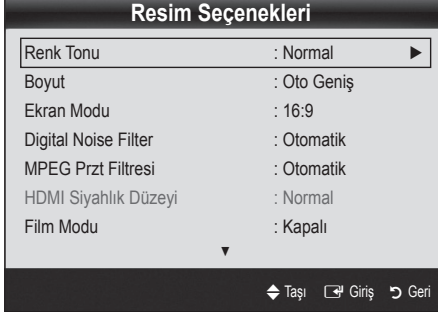 Resim Seçenekleri
Renk Tonu : Normal ►
Boyut : Oto Geniş
Ekran Modu : 16:9
Digital Noise Filter : Otomatik
MPEG Przt Filtresi : Otomatik
HDMI Siyahlık Düzeyi : Normal
Film Modu : Kapalı
▼
Taşı Giriş Geri